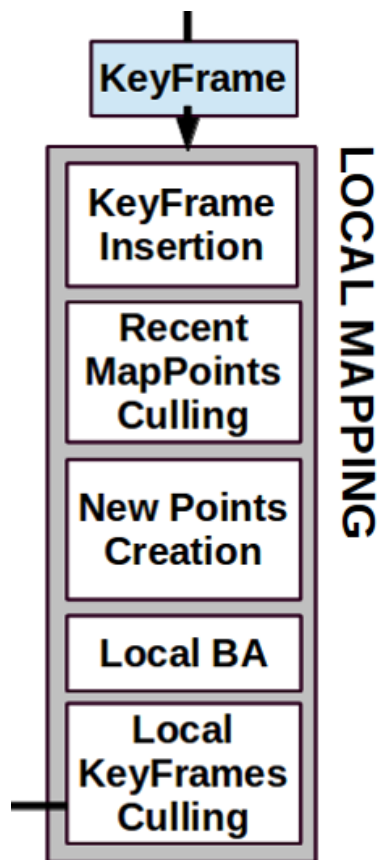 KeyFrame
LOCAL MAPPING
KeyFrame
Insertion
Recent
MapPoints
Culling
New Points
Creation
Local BA
Local
KeyFrames
Culling